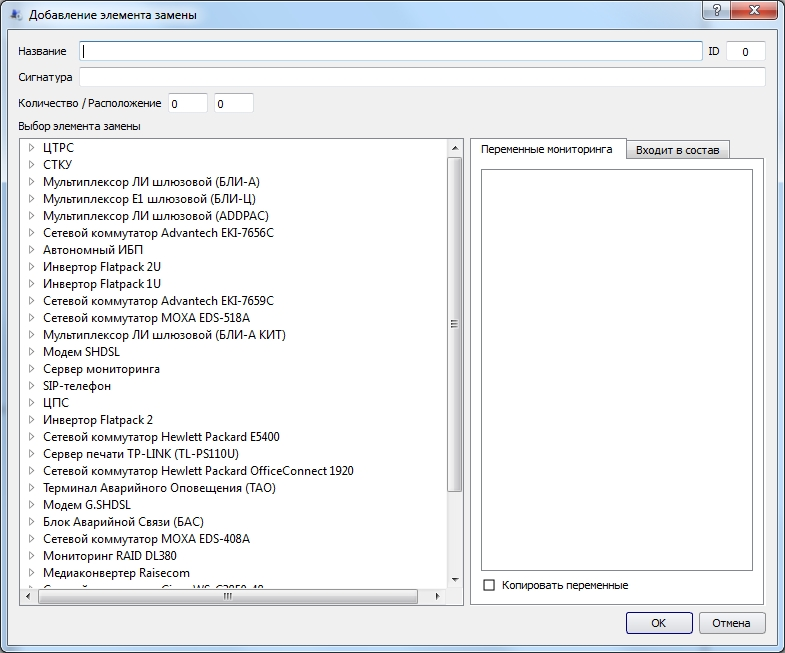 Добавление элемента замены
Название ID 0
Сигнатура
Количество / Расположение 0 0
Выбор элемента замены
ЦТРС
СТКУ
Мультиплексор ЛИ шлюзовой (БЛИ-А)
Мультиплексор Е1 шлюзовой (БЛИ-Ц)
Мультиплексор ЛИ шлюзовой (ADDPAC)
Сетевой коммутатор Advantech EKI-7656C
Автономный ИБП
Инвертор Flatpack 2U
Инвертор Flatpack 1U
Сетевой коммутатор Advantech EKI-7659C
Сетевой коммутатор MOXA EDS-518A
Мультиплексор ЛИ шлюзовой (БЛИ-А КИТ)
Модем SHDSL
Сервер мониторинга
SIP-телефон
ЦПС
Инвертор Flatpack 2
Сетевой коммутатор Hewlett Packard E5400
Сервер печати TP-LINK (TL-PS110U)
Сетевой коммутатор Hewlett Packard OfficeConnect 1920
Терминал Аварийного Оповещения (ТАО)
Модем G.SHDSL
Блок Аварийной Связи (БАС)
Сетевой коммутатор MOXA EDS-408A
Мониторинг RAID DL380
Медиаконвертер Raisecom
Переменные мониторинга
Входит в состав
Копировать переменные
OK
Отмена